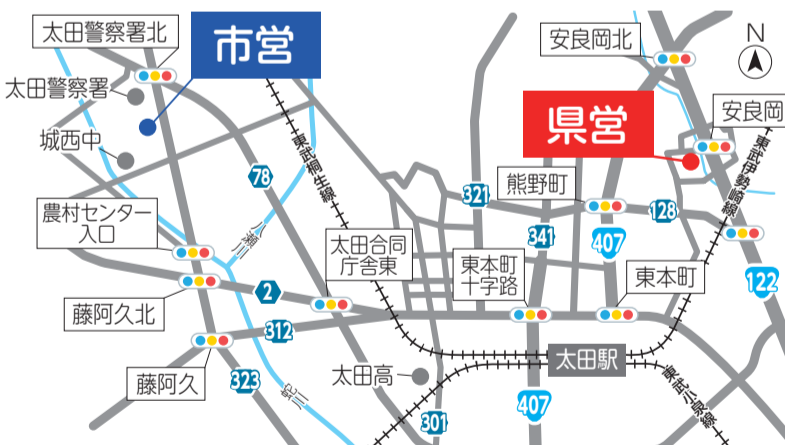 太田警察署北
市営
安良岡北
N
太田警察署
県営
安良岡
城西中
東武桐生線
東武伊勢崎線
78
熊野町
321
128
農村センター
入口
八瀬川
太田合同
庁舎東
341
407
東本町
十字路
東本町
122
藤阿久北
2
312
藤阿久
323
蛇川
太田高
太田駅
301
407
東武小泉線